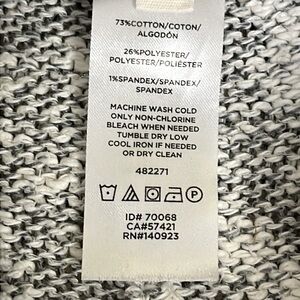 73%COTTON/COTON/
ALGODÓN
26%POLYESTER/
POLYESTER/POLIÉSTER
1%SPANDEX/SPANDEX/
SPANDEX
MACHINE WASH COLD
ONLY NON-CHLORINE
BLEACH WHEN NEEDED
TUMBLE DRY LOW
COOL IRON IF NEEDED
OR DRY CLEAN
482271
P
ID# 70068
CA#57421
RN#140923